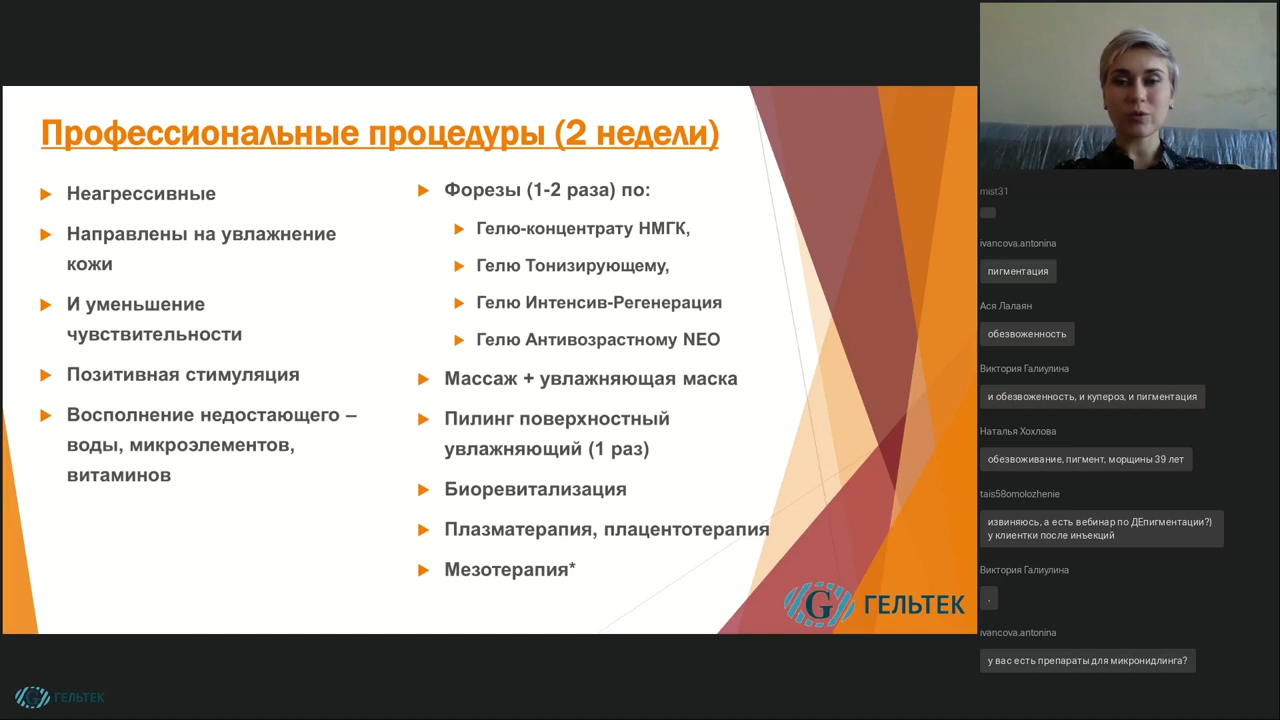 Профессиональные процедуры (2 недели)
Неагрессивные
Направлены на увлажнение
кожи
И уменьшение
чувствительности
Позитивная стимуляция
Восполнение недостающего –
воды, микроэлементов,
витаминов
Форезы (1-2 раза) по:
Гелю-концентрату НМГК,
Гелю Тонизирующему,
Гелю Интенсив-Регенерация
Гелю Антивозрастному NEO
Массаж + увлажняющая маска
Пилинг поверхностный
увлажняющий (1 раз)
Биоревитализация
Плазматерапия, плацентотерапия
Мезотерапия*
G ГЕЛЬТЕК
G ГЕЛЬТЕК
mist31
ivancova.antonina
пигментация
Ася Лалаян
обезвоженность
Виктория Галиулина
и обезвоженность, и купероз, и пигментация
Наталья Хохлова
обезвоживание, пигмент, морщины 39 лет
tais58omolozhenie
извиняюсь, а есть вебинар по ДЕпигментации?)
у клиентки после инъекций
Виктория Галиулина
.
ivancova.antonina
у вас есть препараты для микронидлинга?